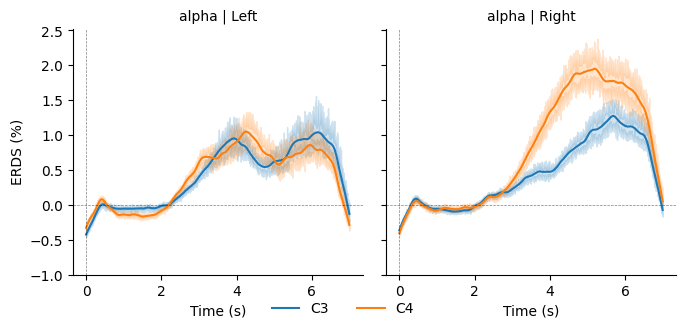 alpha | Left
alpha | Right
ERDS (%)
2.5
2.0
1.5
1.0
0.5
0.0
−0.5
−1.0
0 2 4 6
0 2 4 6
Time (s)
Time (s)
C3
C4